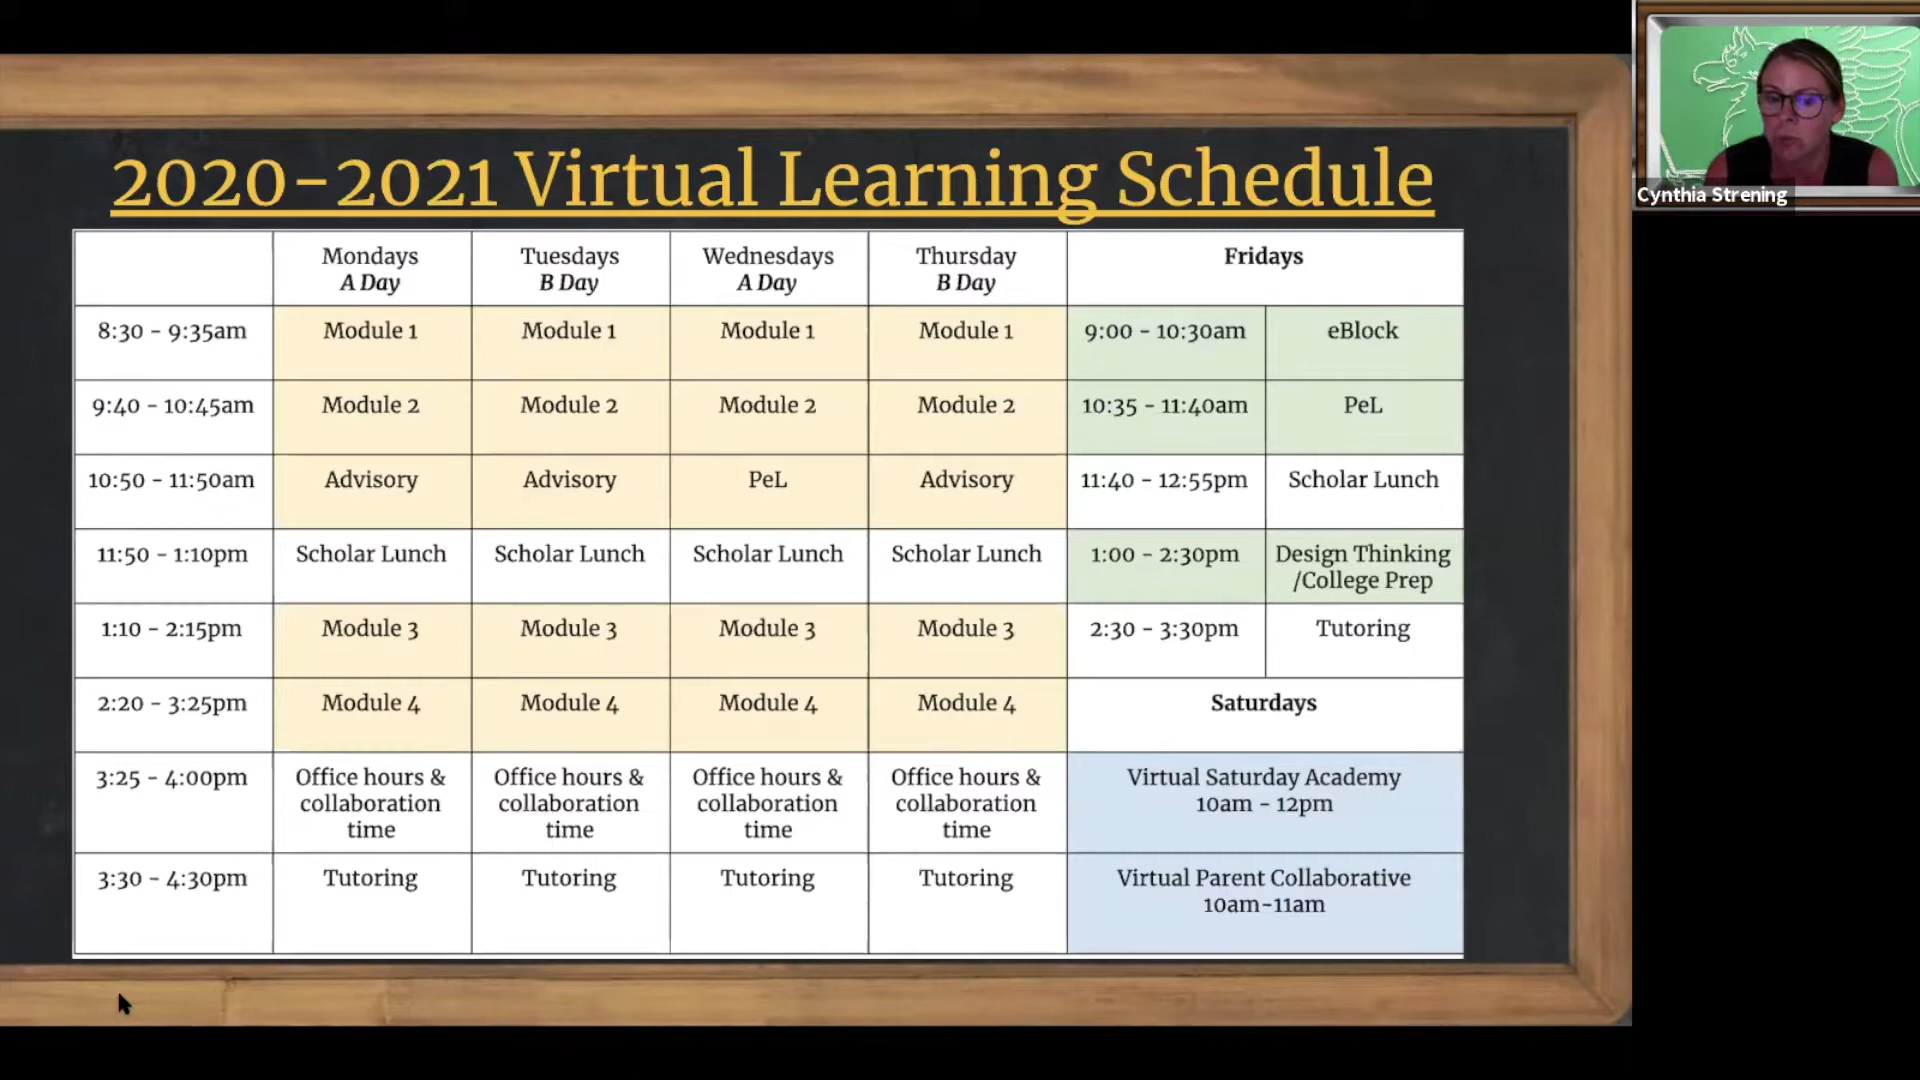 2020-2021 Virtual Learning Schedule
Cynthia Strening
Mondays Tuesdays Wednesdays Thursday Fridays
A Day B Day A Day B Day
8:30 - 9:35am Module 1 Module 1 Module 1 Module 1 9:00 - 10:30am eBlock
9:40 - 10:45am Module 2 Module 2 Module 2 Module 2 10:35 - 11:40am PeL
10:50 - 11:50am Advisory Advisory PeL Advisory 11:40 - 12:55pm Scholar Lunch
11:50 - 1:10pm Scholar Lunch Scholar Lunch Scholar Lunch Scholar Lunch 1:00 - 2:30pm Design Thinking
/College Prep
1:10 - 2:15pm Module 3 Module 3 Module 3 Module 3 2:30 - 3:30pm Tutoring
2:20 - 3:25pm Module 4 Module 4 Module 4 Module 4 Saturdays
3:25 - 4:00pm Office hours & Office hours & Office hours & Office hours & Virtual Saturday Academy
collaboration collaboration collaboration collaboration 10am - 12pm
time time time time
3:30 - 4:30pm Tutoring Tutoring Tutoring Tutoring Virtual Parent Collaborative
10am-11am